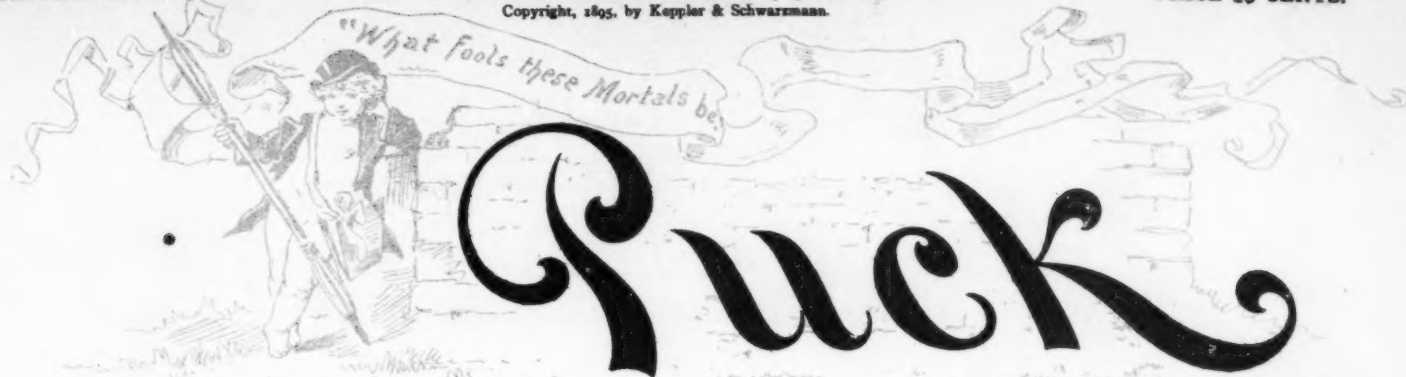 Copyright, 1895, by Keppler & Schwarzmann.
"What Fools these Mortals be,
Puck